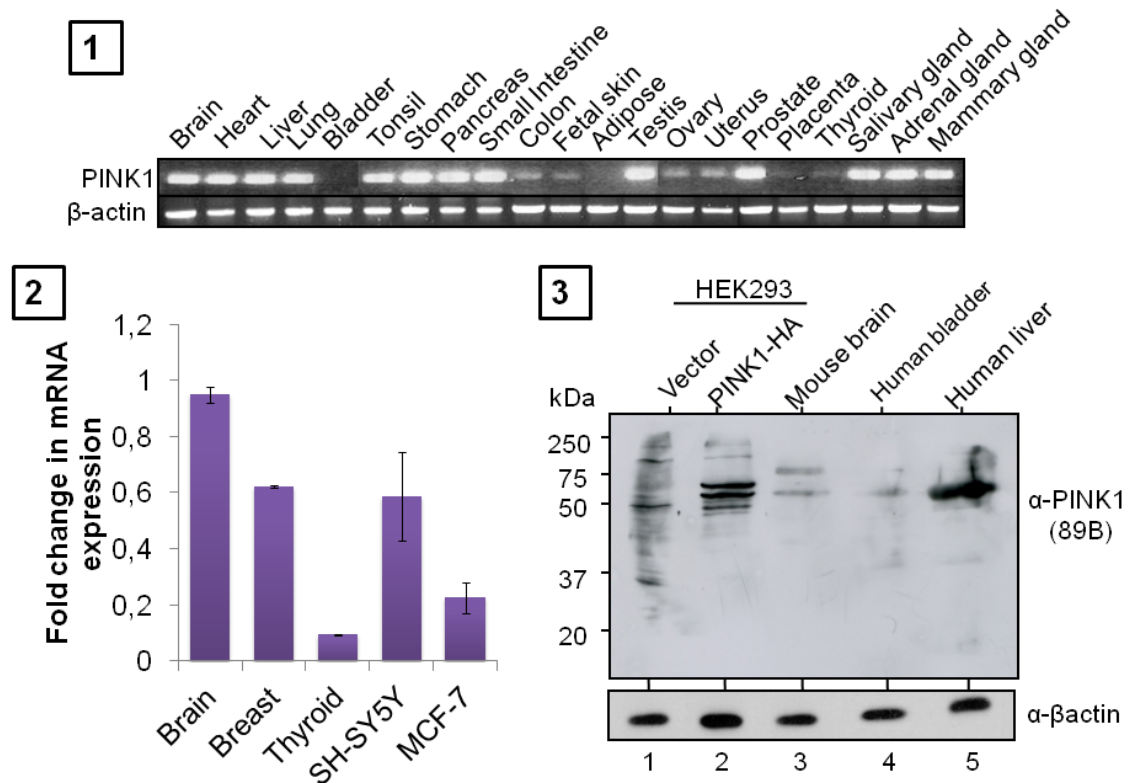 1
Brain
Heart
Liver
Lung
Bladder
Tonsil
Stomach
Pancreas
Small Intestine
Colon
Fetal skin
Adipose
Testis
Ovary
Uterus
Prostate
Placenta
Thyroid
Salivary gland
Adrenal gland
Mammary gland
PINK1
β-actin
2
Fold change in mRNA
expression
1,2
1
0,8
0,6
0,4
0,2
0
Brain
Breast
Thyroid
SH-SY5Y
MCF-7
3
HEK293
Vector
PINK1-HA
Mouse brain
Human bladder
Human liver
kDa
250
75
50
37
20
α-PINK1
(89B)
α-βactin
1 2 3 4 5